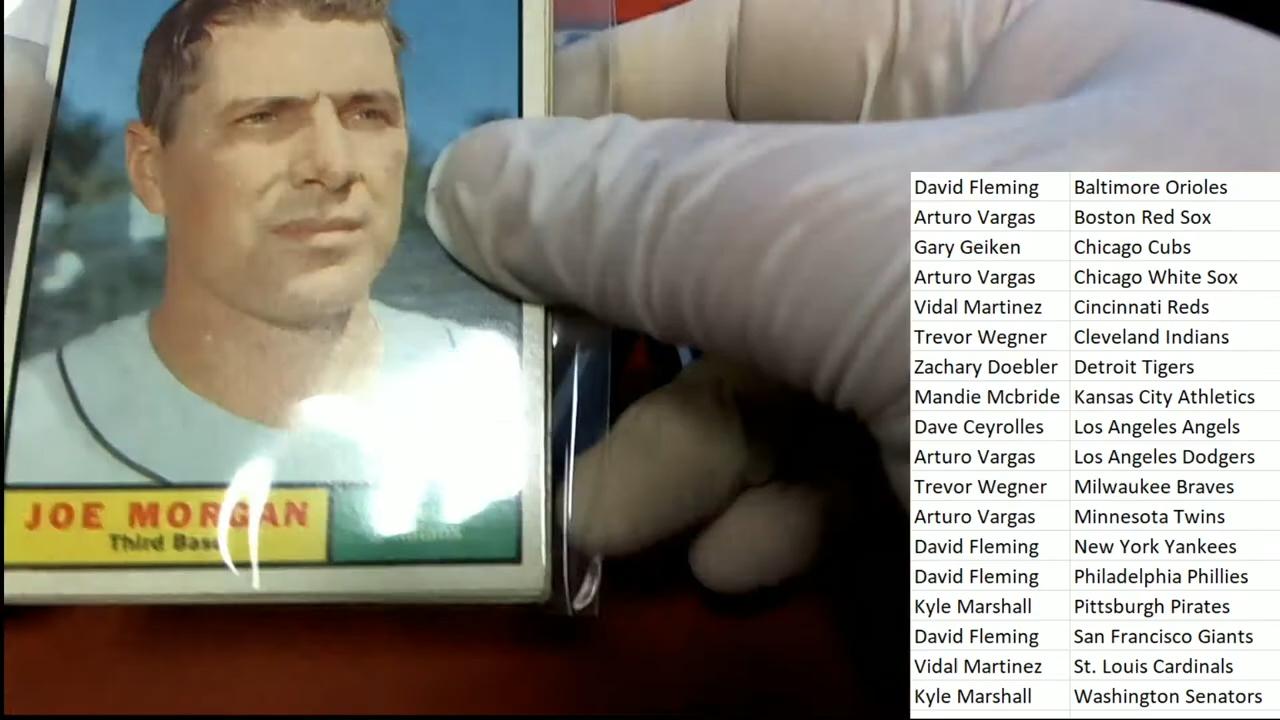 JOE MORGAN
Third Base
David Fleming Baltimore Orioles
Arturo Vargas Boston Red Sox
Gary Geiken Chicago Cubs
Arturo Vargas Chicago White Sox
Vidal Martinez Cincinnati Reds
Trevor Wegner Cleveland Indians
Zachary Doebler Detroit Tigers
Mandie Mcbride Kansas City Athletics
Dave Ceyrolles Los Angeles Angels
Arturo Vargas Los Angeles Dodgers
Trevor Wegner Milwaukee Braves
Arturo Vargas Minnesota Twins
David Fleming New York Yankees
David Fleming Philadelphia Phillies
Kyle Marshall Pittsburgh Pirates
David Fleming San Francisco Giants
Vidal Martinez St. Louis Cardinals
Kyle Marshall Washington Senators